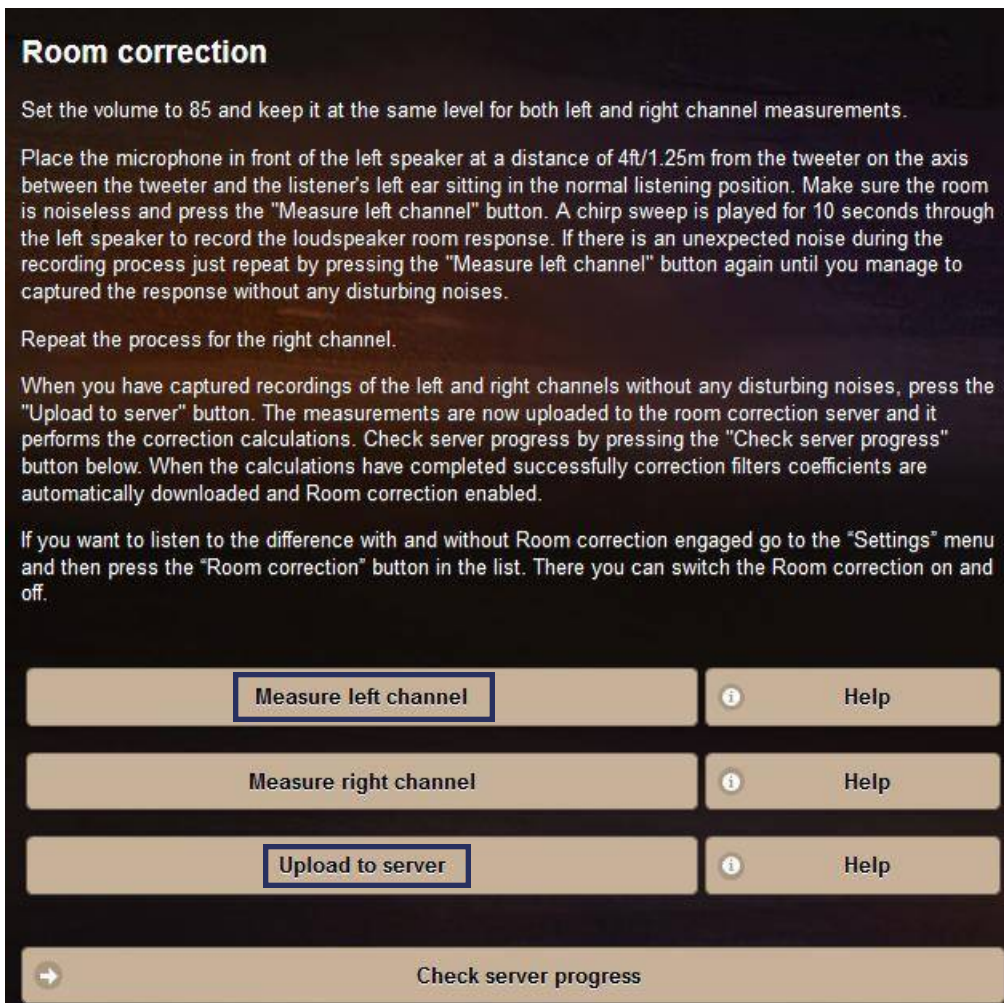 Room correction
Set the volume to 85 and keep it at the same level for both left and right channel measurements.
Place the microphone in front of the left speaker at a distance of 4ft/1.25m from the tweeter on the axis
between the tweeter and the listener's left ear sitting in the normal listening position. Make sure the room
is noiseless and press the "Measure left channel" button. A chirp sweep is played for 10 seconds through
the left speaker to record the loudspeaker room response. If there is an unexpected noise during the
recording process just repeat by pressing the "Measure left channel" button again until you manage to
captured the response without any disturbing noises.
Repeat the process for the right channel.
When you have captured recordings of the left and right channels without any disturbing noises, press the
"Upload to server" button. The measurements are now uploaded to the room correction server and it
performs the correction calculations. Check server progress by pressing the "Check server progress"
button below. When the calculations have completed successfully correction filters coefficients are
automatically downloaded and Room correction enabled.
If you want to listen to the difference with and without Room correction engaged go to the “Settings” menu
and then press the “Room correction” button in the list. There you can switch the Room correction on and
off.
Measure left channel
Help
Measure right channel
Help
Upload to server
Help
Check server progress